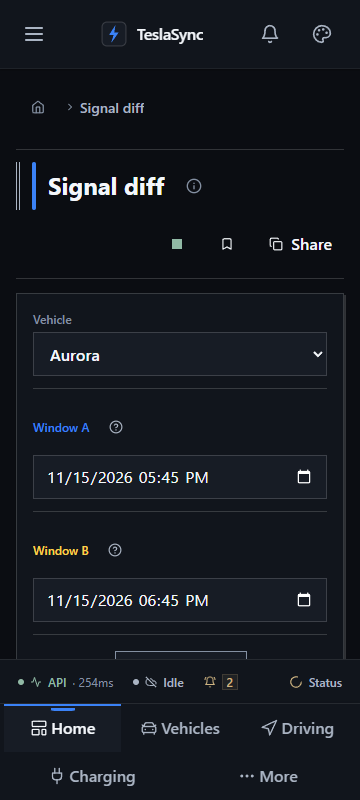 TeslaSync
Signal diff
Signal diff
Share
Vehicle
Aurora
Window A
11/15/2026 05:45 PM
Window B
11/15/2026 06:45 PM
API · 254ms Idle 2 Status
Home Vehicles Driving
Charging More